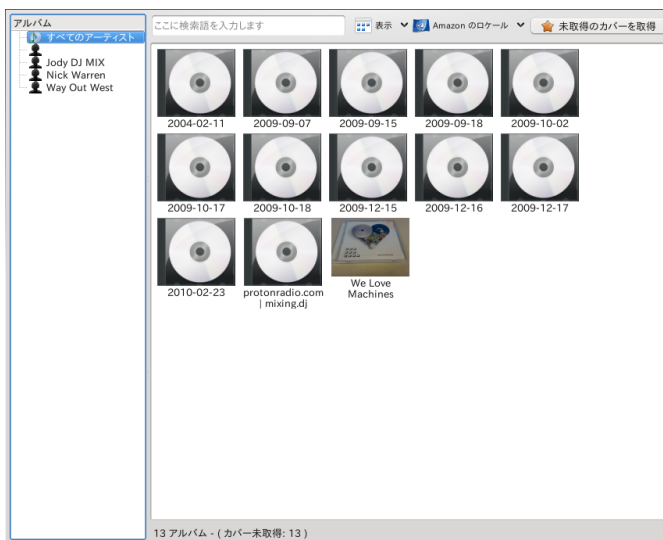 アルバム
すべてのアーティスト
Jody DJ MIX
Nick Warren
Way Out West
ここに検索語を入力します
表示
Amazon のロケール
未取得のカバーを取得
2004-02-11
2009-09-07
2009-09-15
2009-09-18
2009-10-02
2009-10-17
2009-10-18
2009-12-15
2009-12-16
2009-12-17
2010-02-23
protonradio.com
| mixing.dj
We Love
Machines
13 アルバム - ( カバー未取得: 13 )